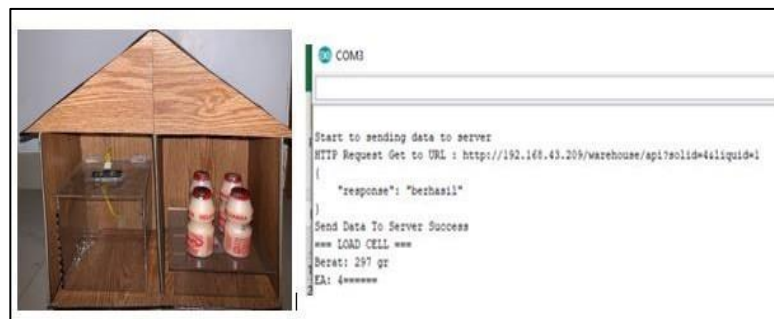 COM3
Start to sending data to server
HTTP Request Get to URL : http://192.168.43.209/warehouse/api?solid=4&liquid=1
{
"response": "berhasil"
}
Send Data To Server Success
=== LOAD CELL ===
Berat: 297 gr
EA: 4======